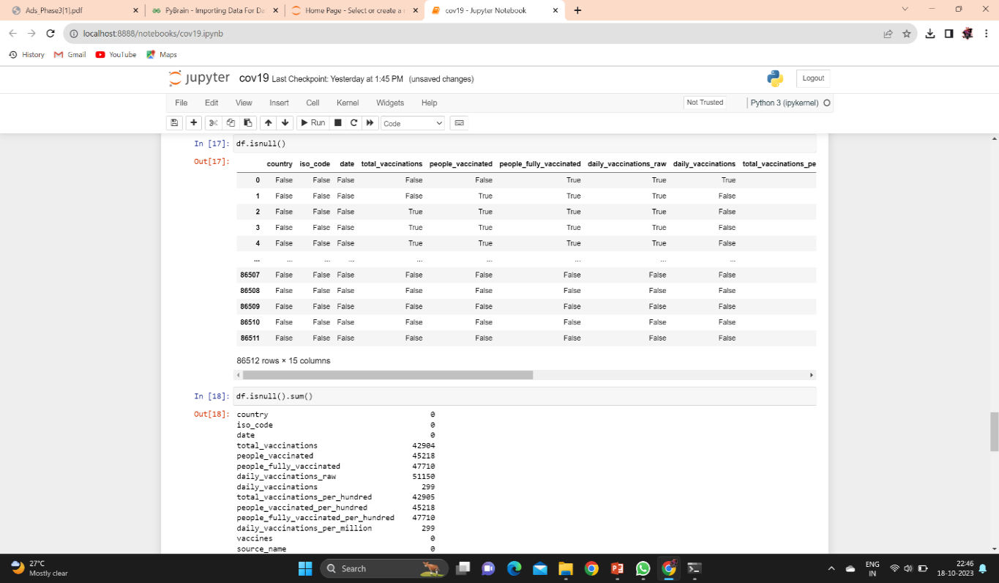 Ads_Phase3[1].pdf
PyBrain - Importing Data For Da
Home Page - Select or create a n
cov19 - Jupyter Notebook
localhost:8888/notebooks/cov19.ipynb
History Gmail YouTube Maps
jupyter cov19 Last Checkpoint: Yesterday at 1:45 PM (unsaved changes)
Logout
File Edit View Insert Cell Kernel Widgets Help
Not Trusted Python 3 (ipykernel)
Run Code
In [17]: df.isnull()
Out[17]:
country iso_code date total_vaccinations people_vaccinated people_fully_vaccinated daily_vaccinations_raw daily_vaccinations total_vaccinations_pe
0 False False False False False True True True
1 False False False False True True True False
2 False False False True True True True False
3 False False False True True True True False
4 False False False True True True True False
... ... ... ... ... ... ... ... ...
86507 False False False False False False False False
86508 False False False False False False False False
86509 False False False False False False False False
86510 False False False False False False False False
86511 False False False False False False False False
86512 rows × 15 columns
In [18]: df.isnull().sum()
Out[18]: country 0
iso_code 0
date 0
total_vaccinations 42904
people_vaccinated 45218
people_fully_vaccinated 47710
daily_vaccinations_raw 51150
daily_vaccinations 299
total_vaccinations_per_hundred 42905
people_vaccinated_per_hundred 45218
people_fully_vaccinated_per_hundred 47710
daily_vaccinations_per_million 299
vaccines 0
source_name 0
27°C
Mostly clear
Search
ENG
IN
22:46
18-10-2023